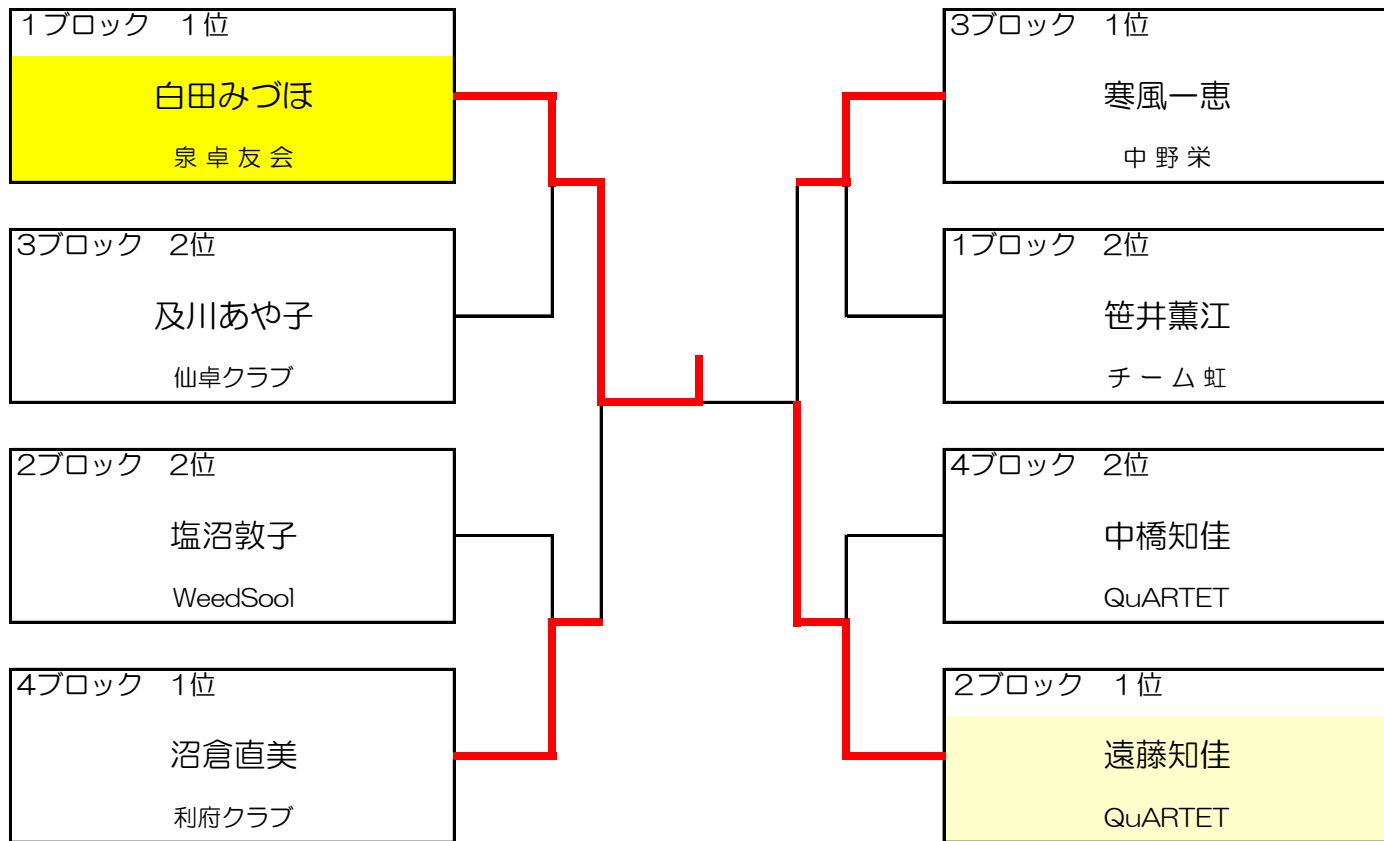 1ブロック 1位
白田みづほ
泉 卓 友 会
3ブロック 2位
及川あや子
仙卓クラブ
2ブロック 2位
塩沼敦子
WeedSool
4ブロック 1位
沼倉直美
利府クラブ
3ブロック 1位
寒風一恵
中 野 栄
1ブロック 2位
笹井薫江
チ ー ム 虹
4ブロック 2位
中橋知佳
QuARTET
2ブロック 1位
遠藤知佳
QuARTET